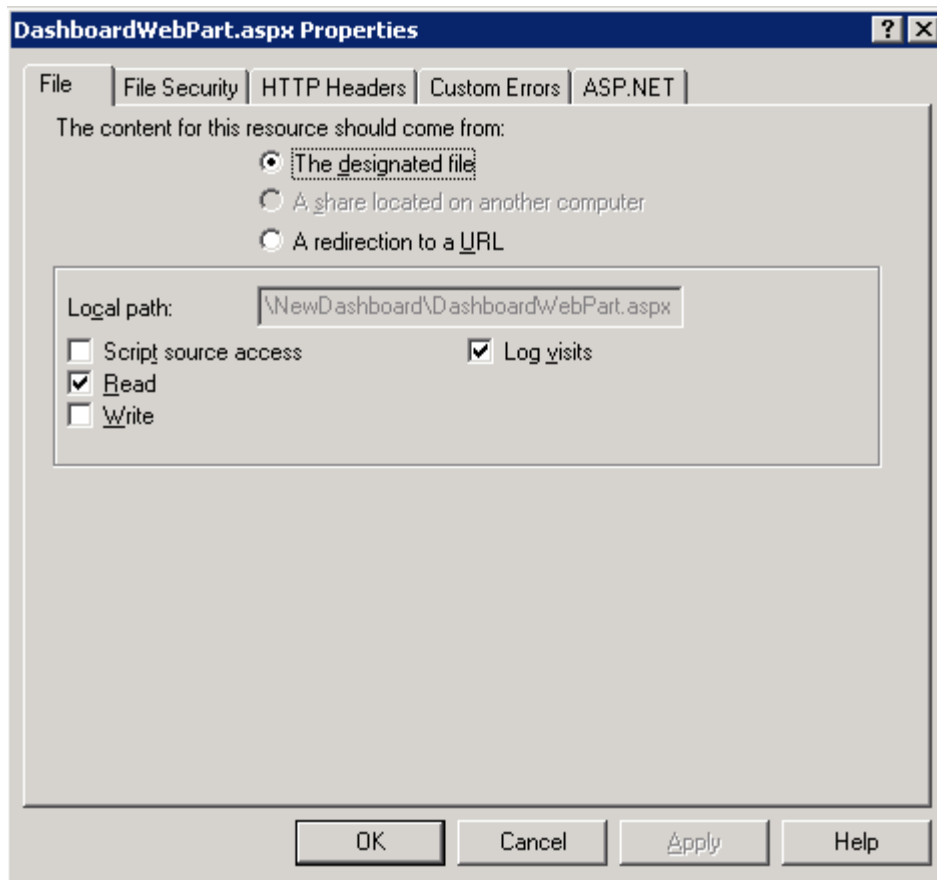 DashboardWebPart.aspx Properties
File File Security HTTP Headers Custom Errors ASP.NET
The content for this resource should come from:
The designated file
A share located on another computer
A redirection to a URL
Local path: \NewDashboard\DashboardWebPart.aspx
Script source access Log visits
Read
Write
OK Cancel Apply Help